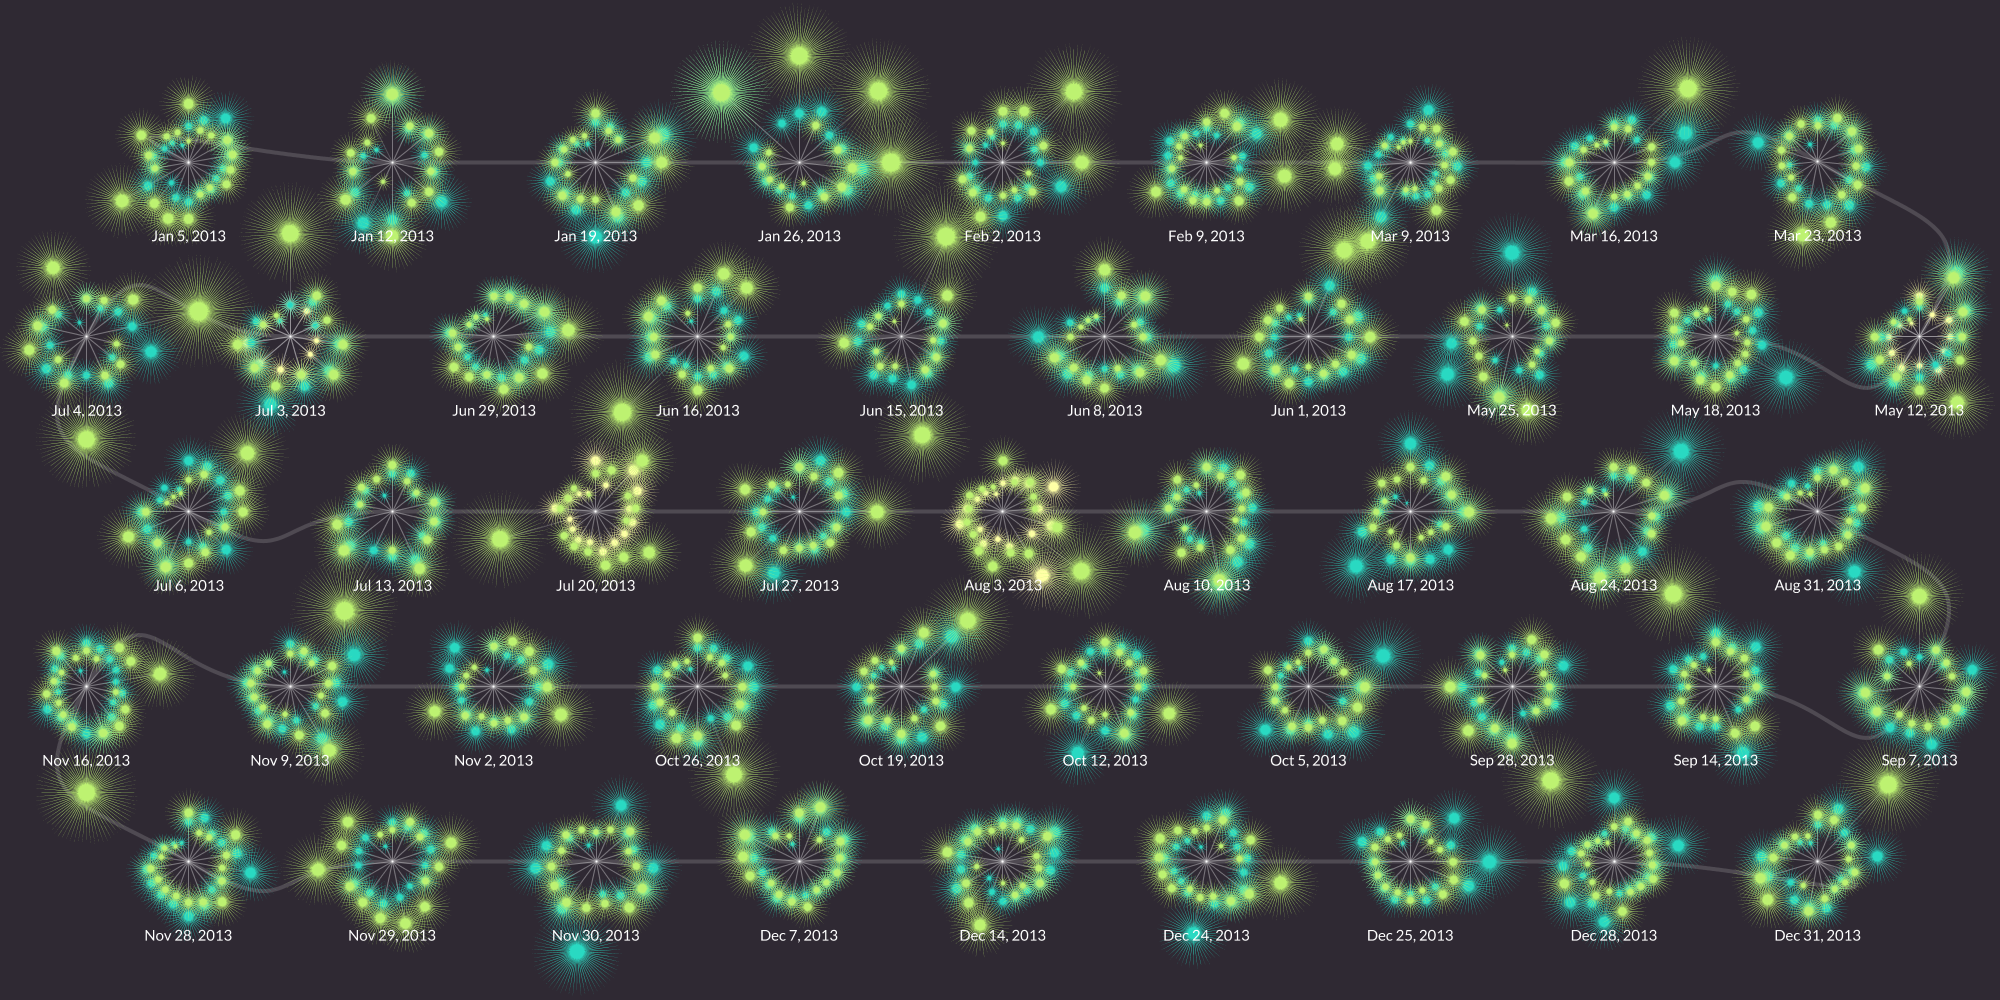 Jan 5, 2013
Jan 12, 2013
Jan 19, 2013
Jan 26, 2013
Feb 2, 2013
Feb 9, 2013
Mar 9, 2013
Mar 16, 2013
Mar 23, 2013
Jul 4, 2013
Jul 3, 2013
Jun 29, 2013
Jun 16, 2013
Jun 15, 2013
Jun 8, 2013
Jun 1, 2013
May 25, 2013
May 18, 2013
May 12, 2013
Jul 6, 2013
Jul 13, 2013
Jul 20, 2013
Jul 27, 2013
Aug 3, 2013
Aug 10, 2013
Aug 17, 2013
Aug 24, 2013
Aug 31, 2013
Nov 16, 2013
Nov 9, 2013
Nov 2, 2013
Oct 26, 2013
Oct 19, 2013
Oct 12, 2013
Oct 5, 2013
Sep 28, 2013
Sep 14, 2013
Sep 7, 2013
Nov 28, 2013
Nov 29, 2013
Nov 30, 2013
Dec 7, 2013
Dec 14, 2013
Dec 24, 2013
Dec 25, 2013
Dec 28, 2013
Dec 31, 2013